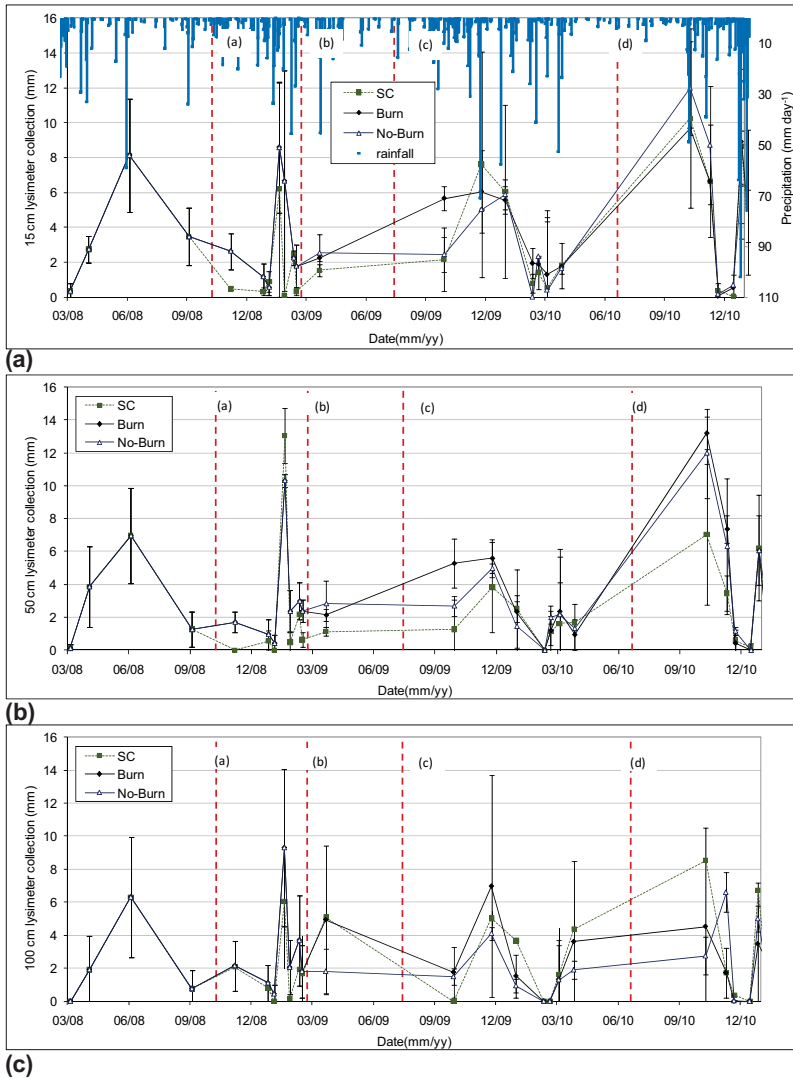 (a) (b) (c) (d)
16
14
12
10
8
6
4
2
0
15 cm lysimeter collection (mm)
SC
Burn
No-Burn
rainfall
10
30
50
70
90
110
Precipitation (mm day⁻¹)
03/08 06/08 09/08 12/08 03/09 06/09 09/09 12/09 03/10 06/10 09/10 12/10
Date(mm/yy)
(a)
(a) (b) (c) (d)
16
14
12
10
8
6
4
2
0
50 cm lysimeter collection (mm)
SC
Burn
No-Burn
03/08 06/08 09/08 12/08 03/09 06/09 09/09 12/09 03/10 06/10 09/10 12/10
Date(mm/yy)
(b)
(a) (b) (c) (d)
16
14
12
10
8
6
4
2
0
100 cm lysimeter collection (mm)
SC
Burn
No-Burn
03/08 06/08 09/08 12/08 03/09 06/09 09/09 12/09 03/10 06/10 09/10 12/10
Date(mm/yy)
(c)